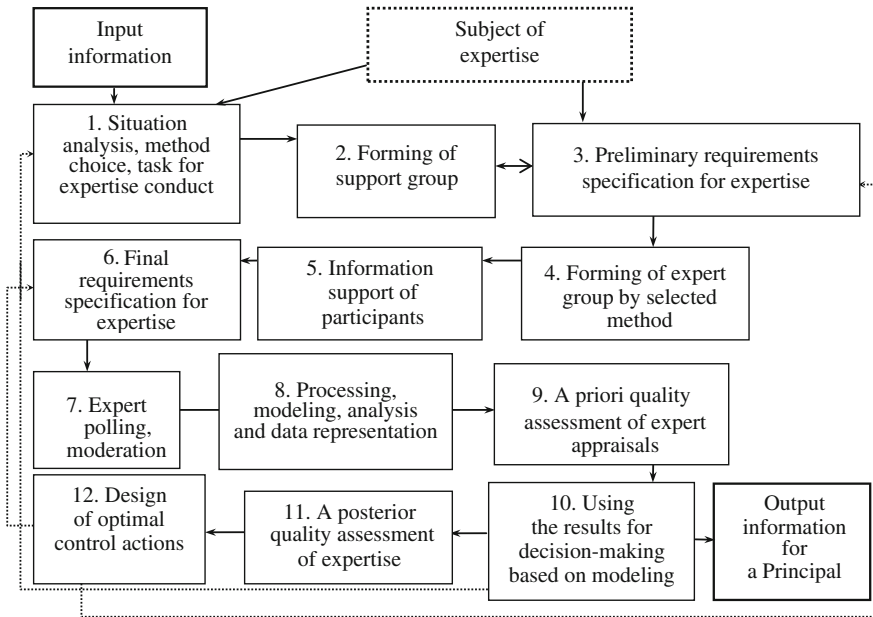 Input
information
Subject of
expertise
1. Situation
analysis, method
choice, task for
expertise conduct
2. Forming of
support group
3. Preliminary requirements
specification for expertise
6. Final
requirements
specification for
expertise
5. Information
support of
participants
4. Forming of expert
group by selected
method
7. Expert
polling,
moderation
8. Processing,
modeling, analysis
and data representation
9. A priori quality
assessment of expert
appraisals
12. Design
of optimal
control actions
11. A posterior
quality assessment
of expertise
10. Using
the results for
decision-making
based on modeling
Output
information
for
a Principal